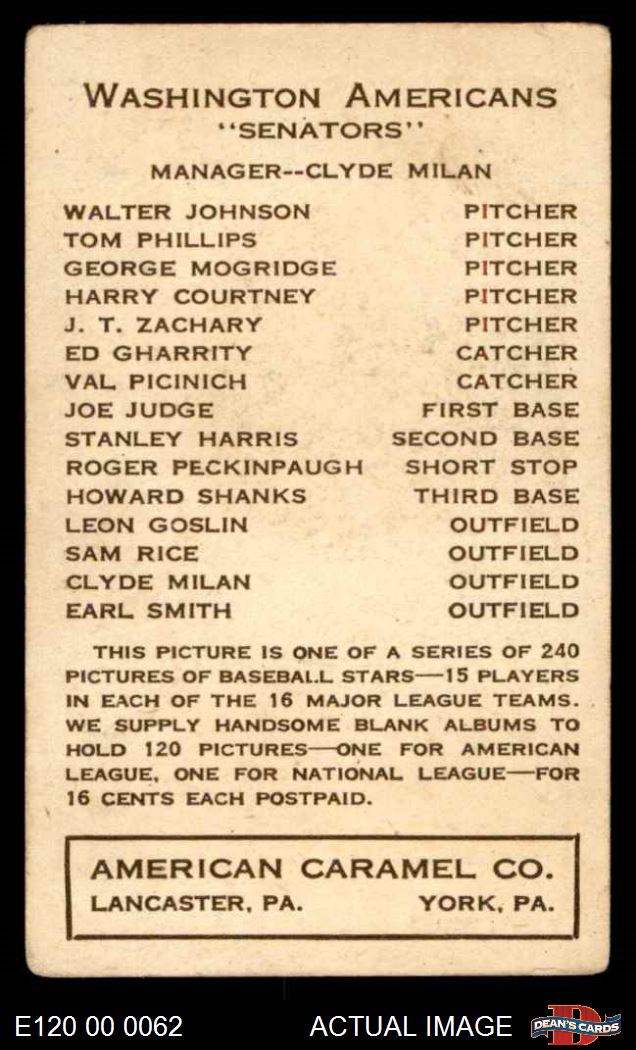 WASHINGTON AMERICANS
"SENATORS"
MANAGER--CLYDE MILAN
WALTER JOHNSON PITCHER
TOM PHILLIPS PITCHER
GEORGE MOGRIDGE PITCHER
HARRY COURTNEY PITCHER
J. T. ZACHARY PITCHER
ED GHARRITY CATCHER
VAL PICINICH CATCHER
JOE JUDGE FIRST BASE
STANLEY HARRIS SECOND BASE
ROGER PECKINPAUGH SHORT STOP
HOWARD SHANKS THIRD BASE
LEON GOSLIN OUTFIELD
SAM RICE OUTFIELD
CLYDE MILAN OUTFIELD
EARL SMITH OUTFIELD
THIS PICTURE IS ONE OF A SERIES OF 240
PICTURES OF BASEBALL STARS—15 PLAYERS
IN EACH OF THE 16 MAJOR LEAGUE TEAMS.
WE SUPPLY HANDSOME BLANK ALBUMS TO
HOLD 120 PICTURES—ONE FOR AMERICAN
LEAGUE, ONE FOR NATIONAL LEAGUE—FOR
16 CENTS EACH POSTPAID.
AMERICAN CARAMEL CO.
LANCASTER, PA. YORK, PA.
E120 00 0062 ACTUAL IMAGE DEAN'S CARDS